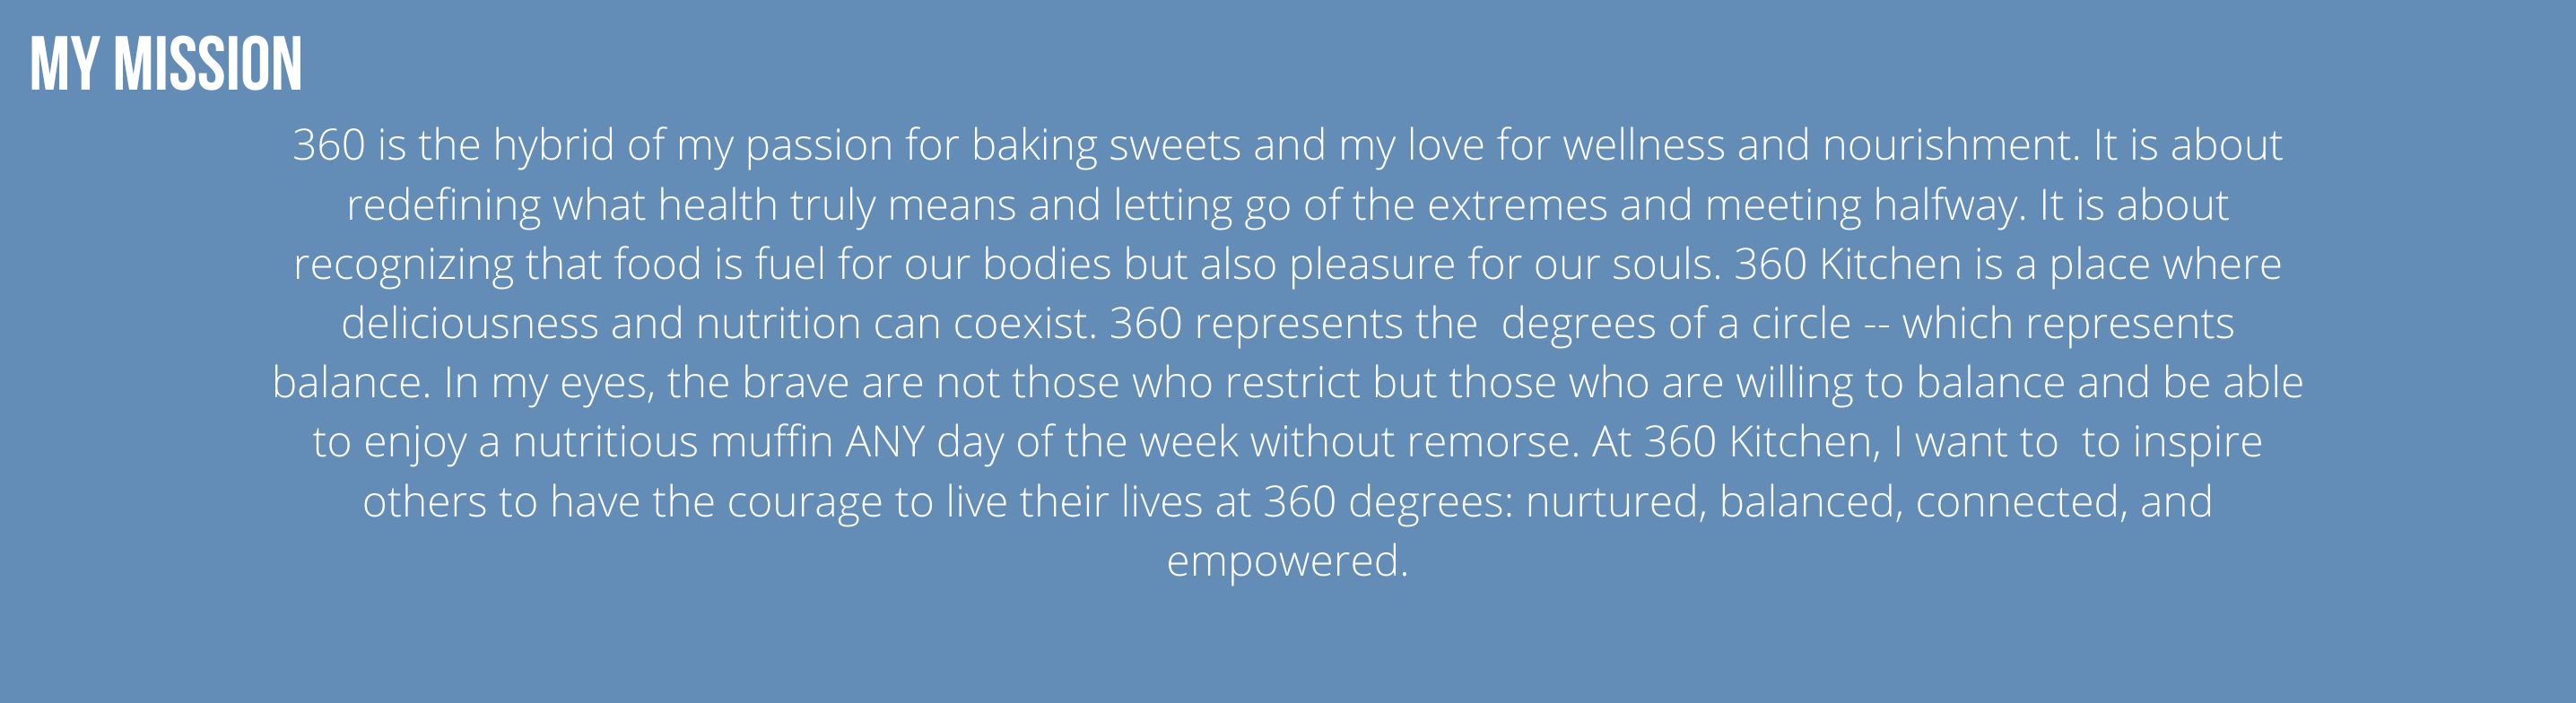 MY MISSION
360 is the hybrid of my passion for baking sweets and my love for wellness and nourishment. It is about
redefining what health truly means and letting go of the extremes and meeting halfway. It is about
recognizing that food is fuel for our bodies but also pleasure for our souls. 360 Kitchen is a place where
deliciousness and nutrition can coexist. 360 represents the  degrees of a circle -- which represents
balance. In my eyes, the brave are not those who restrict but those who are willing to balance and be able
to enjoy a nutritious muffin ANY day of the week without remorse. At 360 Kitchen, I want to  to inspire
others to have the courage to live their lives at 360 degrees: nurtured, balanced, connected, and
empowered.